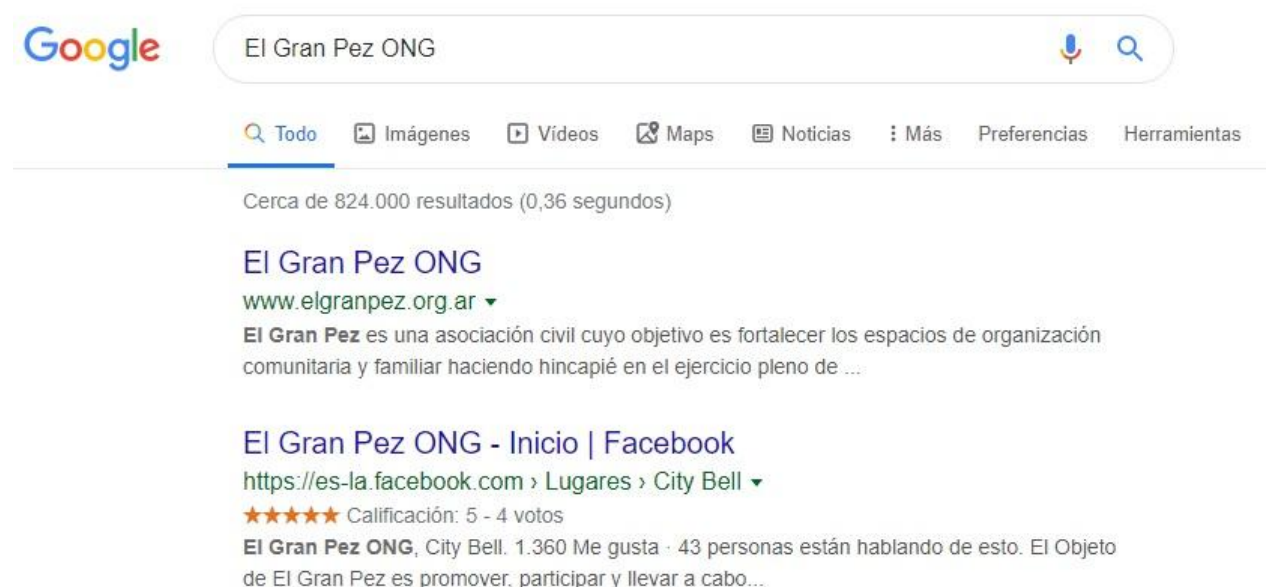 Google
El Gran Pez ONG
Todo Imágenes Vídeos Maps Noticias Más Preferencias Herramientas
Cerca de 824.000 resultados (0,36 segundos)
El Gran Pez ONG
www.elgranpez.org.ar
El Gran Pez es una asociación civil cuyo objetivo es fortalecer los espacios de organización
comunitaria y familiar haciendo hincapié en el ejercicio pleno de ...
El Gran Pez ONG - Inicio | Facebook
https://es-la.facebook.com › Lugares › City Bell
Calificación: 5 - 4 votos
El Gran Pez ONG, City Bell. 1.360 Me gusta · 43 personas están hablando de esto. El Objeto
de El Gran Pez es promover, participar y llevar a cabo...